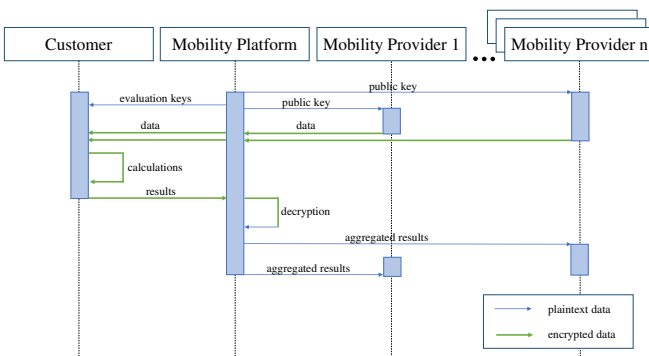 Customer
Mobility Platform
Mobility Provider 1
Mobility Provider n
public key
evaluation keys
public key
data
data
calculations
results
decryption
aggregated results
aggregated results
plaintext data
encrypted data